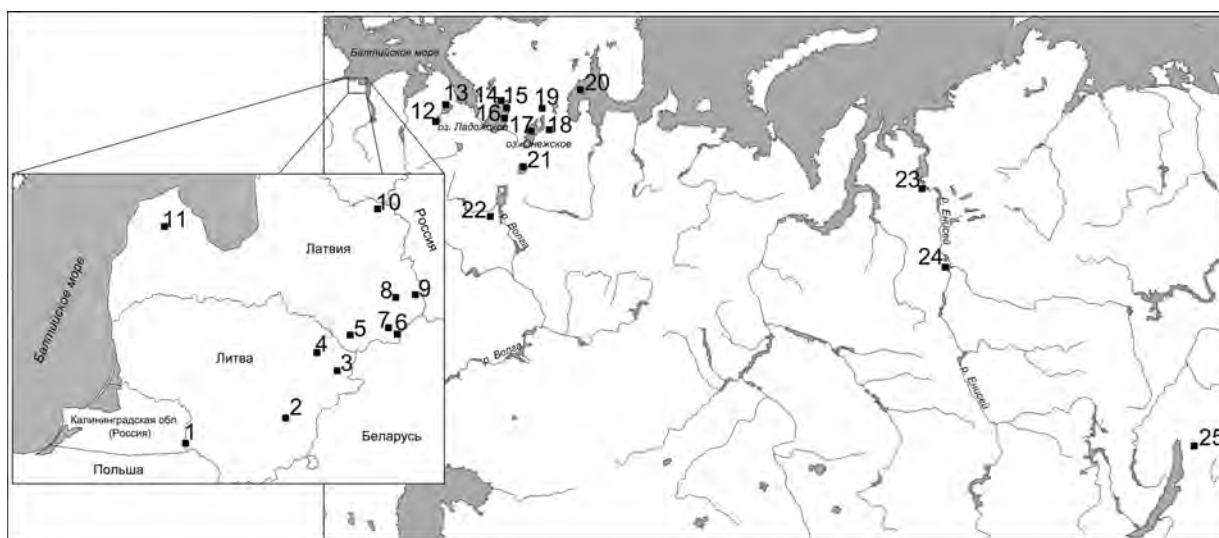 Балтийское море
20
13
14 15
19
12
16
17
18
оз. Ладожское
оз. Онежское
21
23
22
р. Волга
р. Енисей
24
10
11
Россия
Латвия
Балтийское море
8
9
7
6
5
4
3
р. Волга
Литва
р. Енисей
2
Калининградская обл.
(Россия)
1
Беларусь
25
Польша